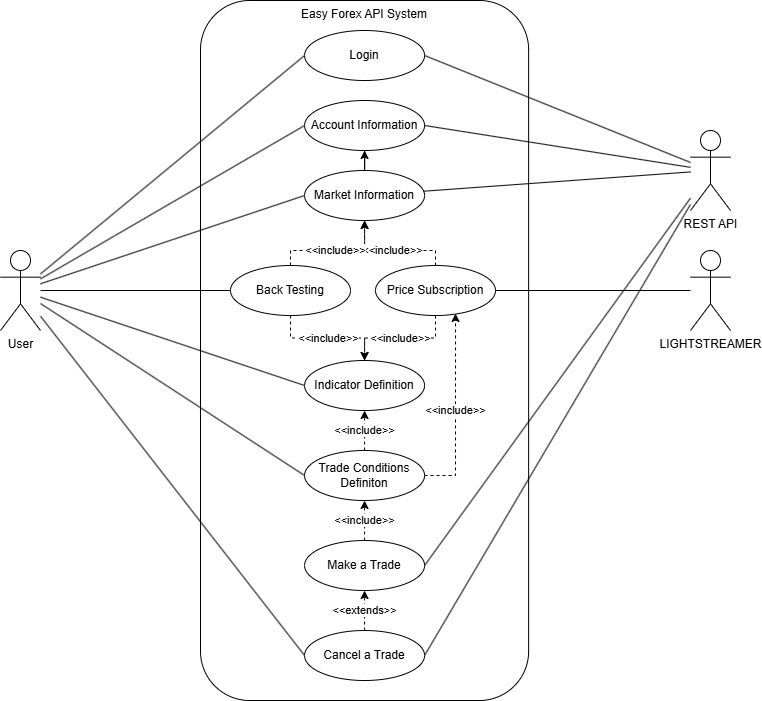 Easy Forex API System
Login
Account Information
Market Information
<<include>> <<include>>
Back Testing
Price Subscription
<<include>> <<include>>
Indicator Definition
<<include>>
<<include>>
Trade Conditions
Definiton
<<include>>
Make a Trade
<<extends>>
Cancel a Trade
User
REST API
LIGHTSTREAMER